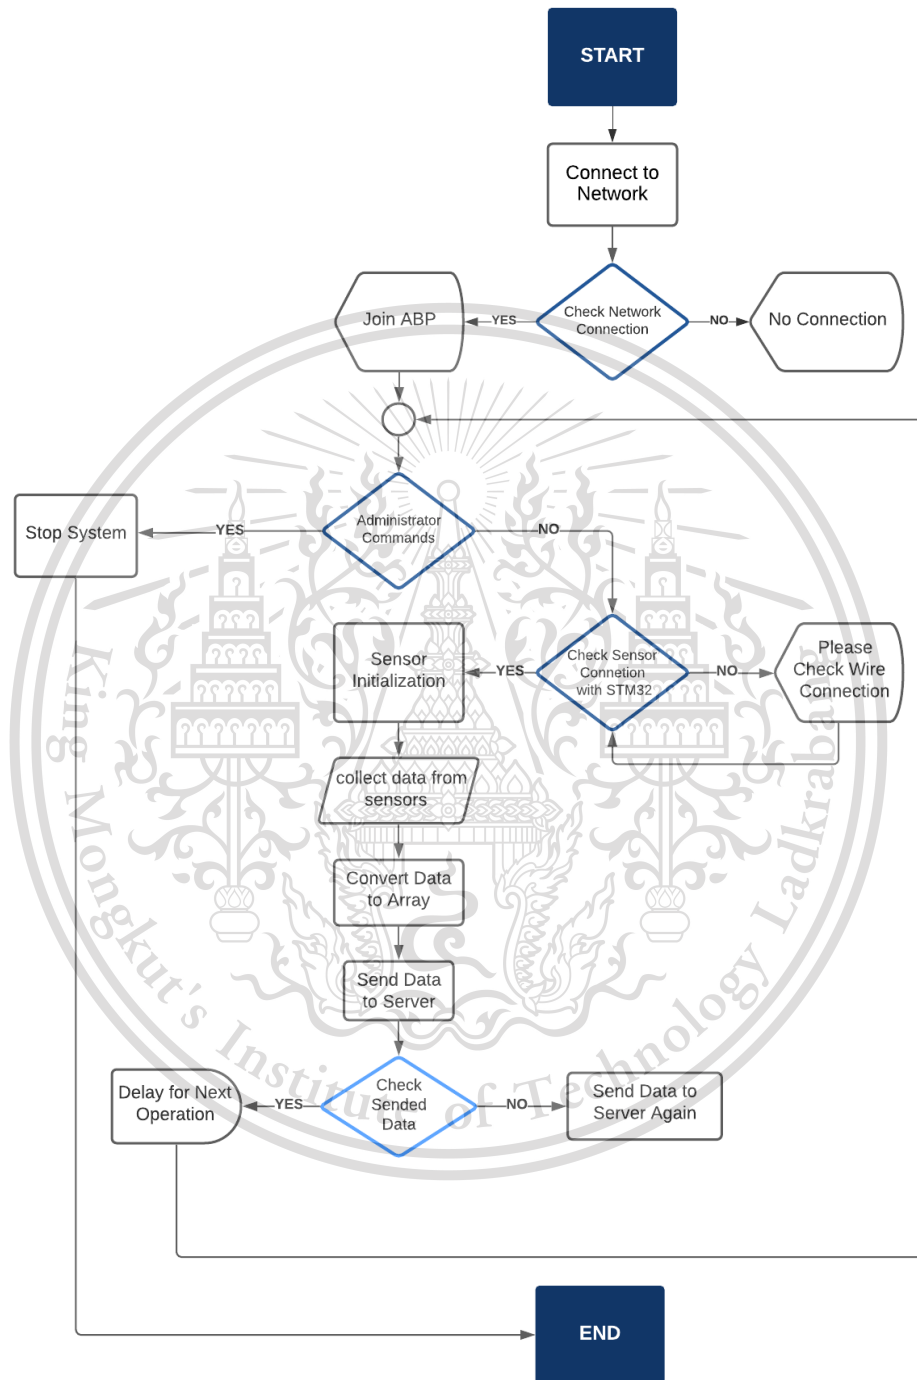 START
Connect to
Network
Check Network
Connection
YES
NO
Join ABP
No Connection
Administrator
Commands
YES
NO
Stop System
Check Sensor
Connetion
with STM32
YES
NO
Sensor
Initialization
Please
Check Wire
Connection
collect data from
sensors
Convert Data
to Array
Send Data
to Server
Check
Sended
Data
YES
NO
Delay for Next
Operation
Send Data to
Server Again
END
King Mongkut's Institute of Technology Ladkrabang